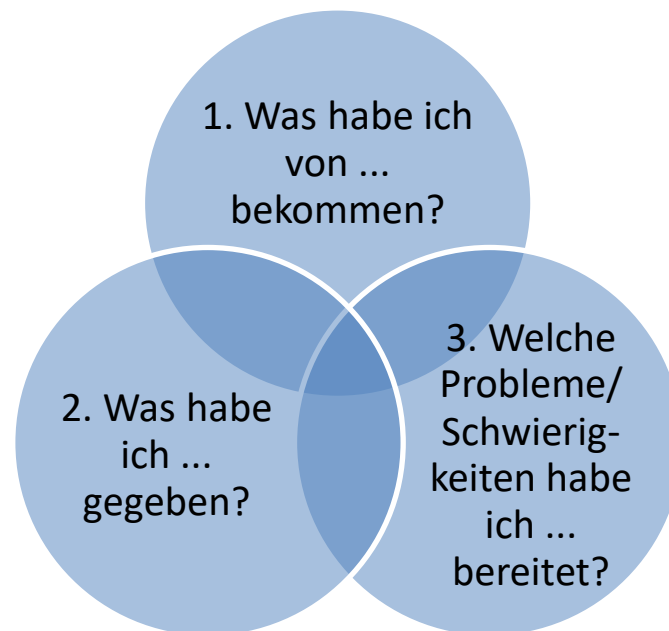 1. Was habe ich
von ...
bekommen?
2. Was habe
ich ...
gegeben?
3. Welche
Probleme/
Schwierig-
keiten habe
ich ...
bereitet?